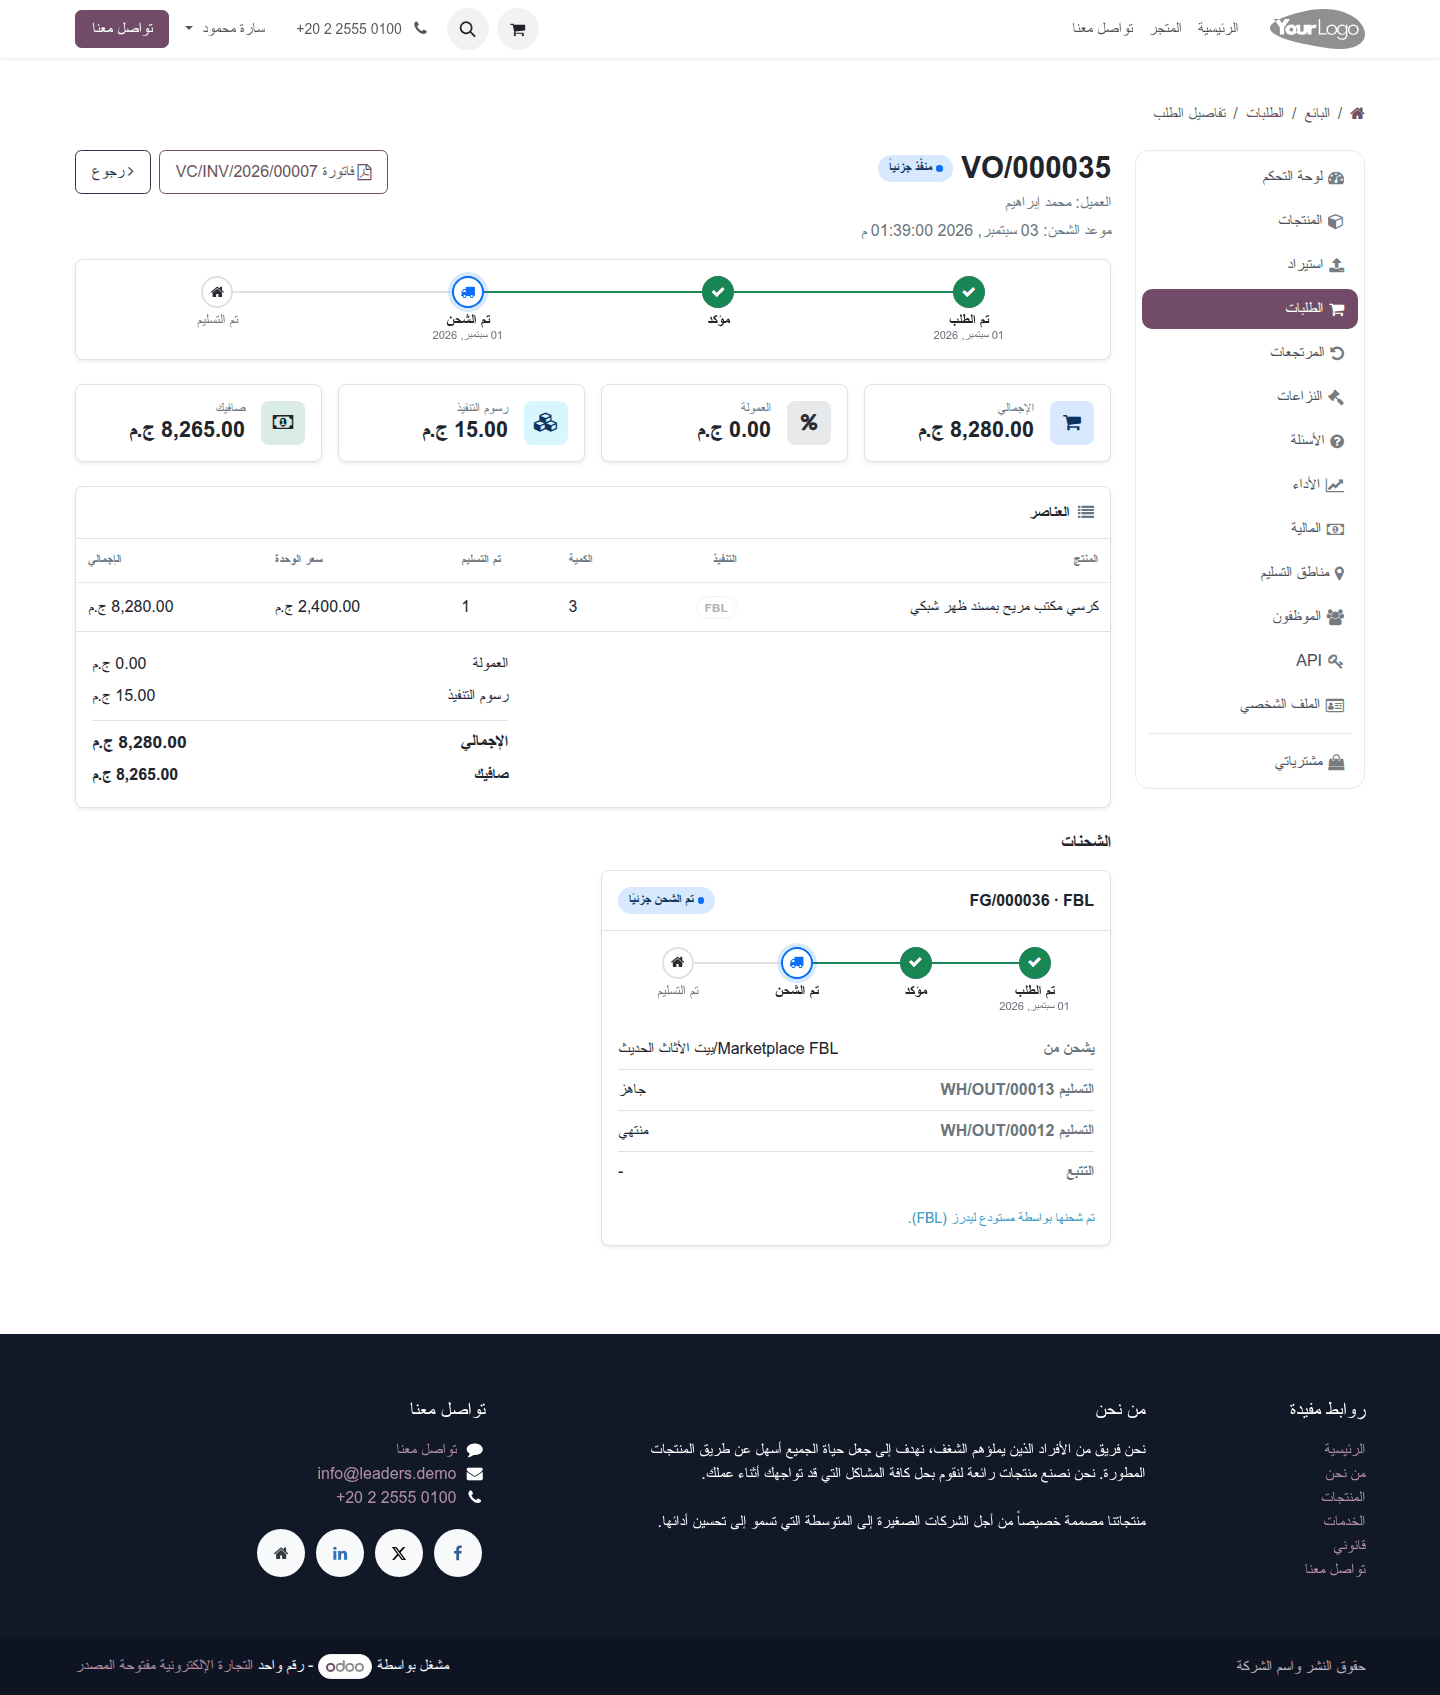 YourLogo
الرئيسية
المتجر
تواصل معنا
+20 2 2555 0100
سارة محمود
تواصل معنا
/ البائع / الطلبات / تفاصيل الطلب
لوحة التحكم
المنتجات
استيراد
الطلبات
المرتجعات
النزاعات
الأسئلة
الأداء
المالية
مناطق التسليم
الموظفون
API
الملف الشخصي
مشترياتي
VO/000035
منفّذ جزئياً
فاتورة VC/INV/2026/00007
رجوع
العميل: محمد إبراهيم
موعد الشحن: 03 سبتمبر, 2026 01:39:00 م
تم الطلب
01 سبتمبر, 2026
مؤكد
تم الشحن
01 سبتمبر, 2026
تم التسليم
الإجمالي
8,280.00 ج.م
العمولة
0.00 ج.م
رسوم التنفيذ
15.00 ج.م
صافيك
8,265.00 ج.م
العناصر
المنتج التنفيذ الكمية تم التسليم سعر الوحدة الإجمالي
كرسي مكتب مريح بمسند ظهر شبكي FBL 3 1 2,400.00 ج.م 8,280.00 ج.م
العمولة 0.00 ج.م
رسوم التنفيذ 15.00 ج.م
الإجمالي 8,280.00 ج.م
صافيك 8,265.00 ج.م
الشحنات
FG/000036 · FBL
تم الشحن جزئيًا
تم الطلب
01 سبتمبر, 2026
مؤكد
تم الشحن
تم التسليم
يشحن من Marketplace FBL/بيت الأثاث الحديث
التسليم WH/OUT/00013 جاهز
التسليم WH/OUT/00012 منتهي
التتبع -
تم شحنها بواسطة مستودع ليدرز (FBL).
روابط مفيدة
الرئيسية
من نحن
المنتجات
الخدمات
قانوني
تواصل معنا
من نحن
نحن فريق من الأفراد الذين يملؤهم الشغف، نهدف إلى جعل حياة الجميع أسهل عن طريق المنتجات
المطورة. نحن نصنع منتجات رائعة لنقوم بحل كافة المشاكل التي قد تواجهك أثناء عملك.
منتجاتنا مصممة خصيصاً من أجل الشركات الصغيرة إلى المتوسطة التي تسمو إلى تحسين أدائها.
تواصل معنا
تواصل معنا
info@leaders.demo
+20 2 2555 0100
حقوق النشر واسم الشركة
مشغل بواسطة odoo - رقم واحد التجارة الإلكترونية مفتوحة المصدر